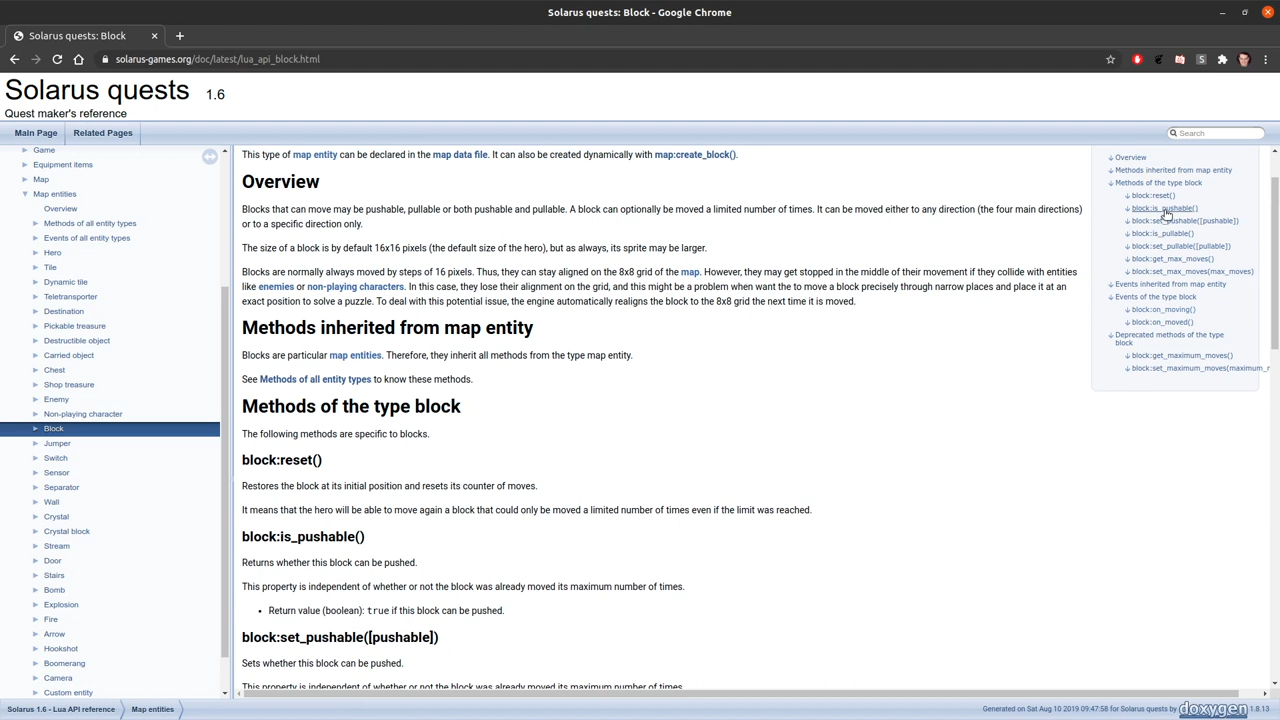 Solarus quests: Block - Google Chrome
Solarus quests: Block
solarus-games.org/doc/latest/lua_api_block.html
Solarus quests 1.6
Quest maker's reference
Main Page
Related Pages
Search
Game
Equipment items
Map
Map entities
Overview
Methods of all entity types
Events of all entity types
Hero
Tile
Dynamic tile
Teletransporter
Destination
Pickable treasure
Destructible object
Carried object
Chest
Shop treasure
Enemy
Non-playing character
Block
Jumper
Switch
Sensor
Separator
Wall
Crystal
Crystal block
Stream
Door
Stairs
Bomb
Explosion
Fire
Arrow
Hookshot
Boomerang
Camera
Custom entity
This type of map entity can be declared in the map data file. It can also be created dynamically with map:create_block().
Overview
Blocks that can move may be pushable, pullable or both pushable and pullable. A block can optionally be moved a limited number of times. It can be moved either to any direction (the four main directions)
or to a specific direction only.
The size of a block is by default 16x16 pixels (the default size of the hero), but as always, its sprite may be larger.
Blocks are normally always moved by steps of 16 pixels. Thus, they can stay aligned on the 8x8 grid of the map. However, they may get stopped in the middle of their movement if they collide with entities
like enemies or non-playing characters. In this case, they lose their alignment on the grid, and this might be a problem when want the to move a block precisely through narrow places and place it at an
exact position to solve a puzzle. To deal with this potential issue, the engine automatically realigns the block to the 8x8 grid the next time it is moved.
Methods inherited from map entity
Blocks are particular map entities. Therefore, they inherit all methods from the type map entity.
See Methods of all entity types to know these methods.
Methods of the type block
The following methods are specific to blocks.
block:reset()
Restores the block at its initial position and resets its counter of moves.
It means that the hero will be able to move again a block that could only be moved a limited number of times even if the limit was reached.
block:is_pushable()
Returns whether this block can be pushed.
This property is independent of whether or not the block was already moved its maximum number of times.
• Return value (boolean): true if this block can be pushed.
block:set_pushable([pushable])
Sets whether this block can be pushed.
This property is independent of whether or not the block was already moved its maximum number of times.
↓ Overview
↓ Methods inherited from map entity
↓ Methods of the type block
↓ block:reset()
↓ block:is_pushable()
↓ block:set_pushable([pushable])
↓ block:is_pullable()
↓ block:set_pullable([pullable])
↓ block:get_max_moves()
↓ block:set_max_moves(max_moves)
↓ Events inherited from map entity
↓ Events of the type block
↓ block:on_moving()
↓ block:on_moved()
↓ Deprecated methods of the type
block
↓ block:get_maximum_moves()
↓ block:set_maximum_moves(maximum_
Solarus 1.6 - Lua API reference
Map entities
Generated on Sat Aug 10 2019 09:47:58 for Solarus quests by doxygen 1.8.13